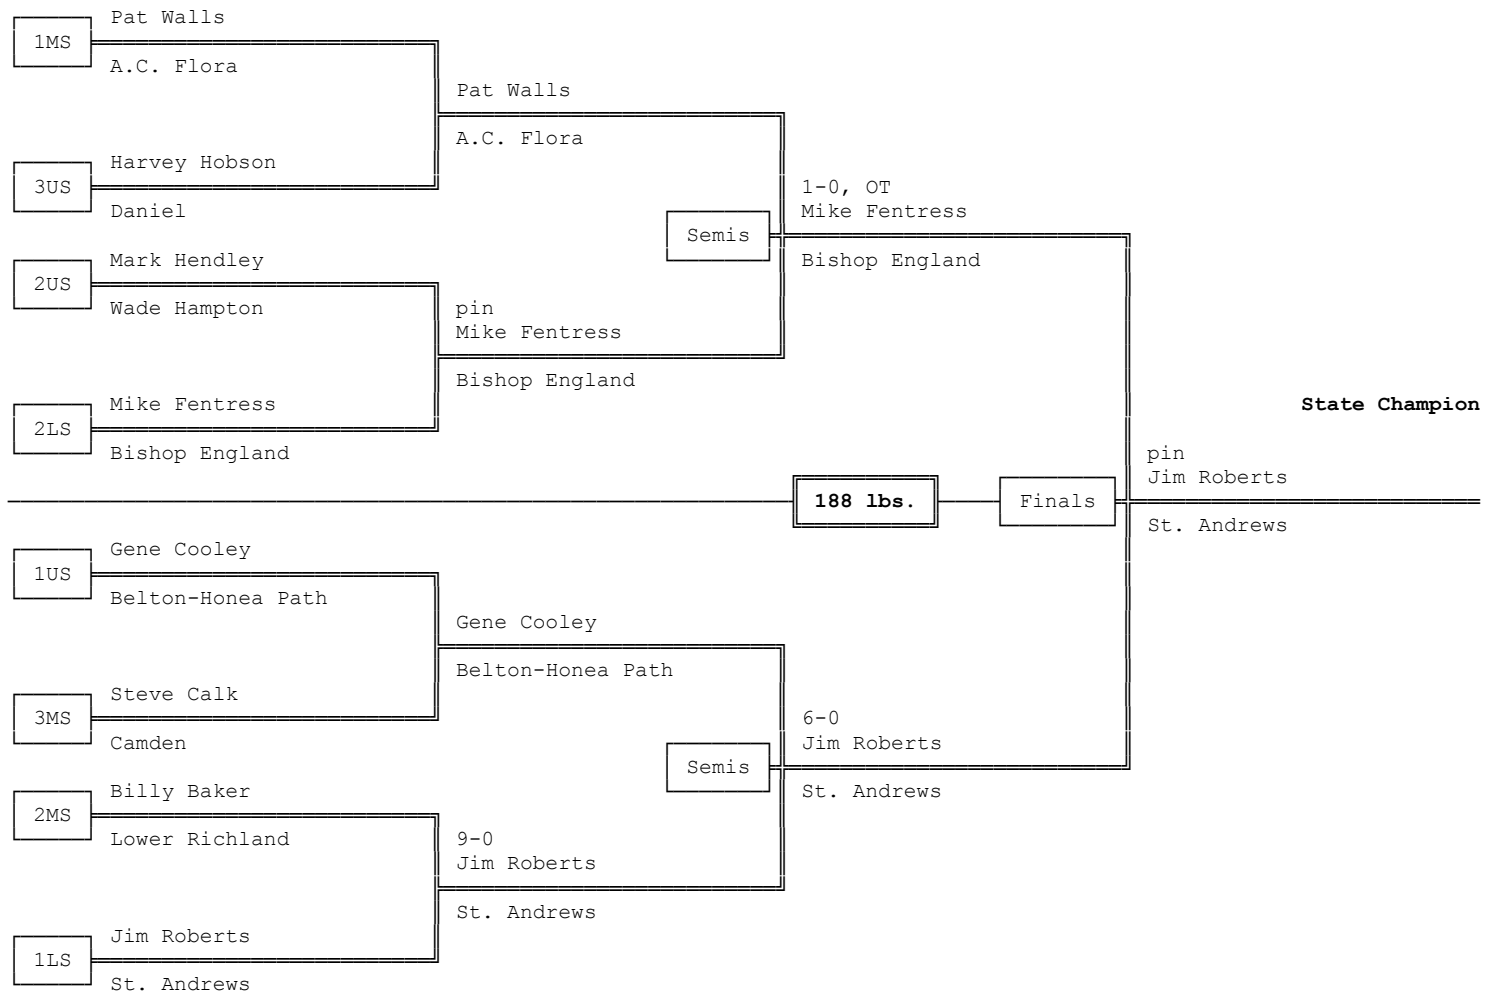 Pat Walls
1MS
A.C. Flora
Pat Walls
A.C. Flora
Harvey Hobson
3US
1-0, OT
Daniel
Mike Fentress
Semis
Mark Hendley
Bishop England
2US
Wade Hampton
pin
Mike Fentress
Bishop England
Mike Fentress
State Champion
2LS
Bishop England
pin
Jim Roberts
188 lbs.
Finals
St. Andrews
Gene Cooley
1US
Belton-Honea Path
Gene Cooley
Belton-Honea Path
Steve Calk
3MS
6-0
Camden
Jim Roberts
Semis
Billy Baker
St. Andrews
2MS
Lower Richland
9-0
Jim Roberts
St. Andrews
Jim Roberts
1LS
St. Andrews